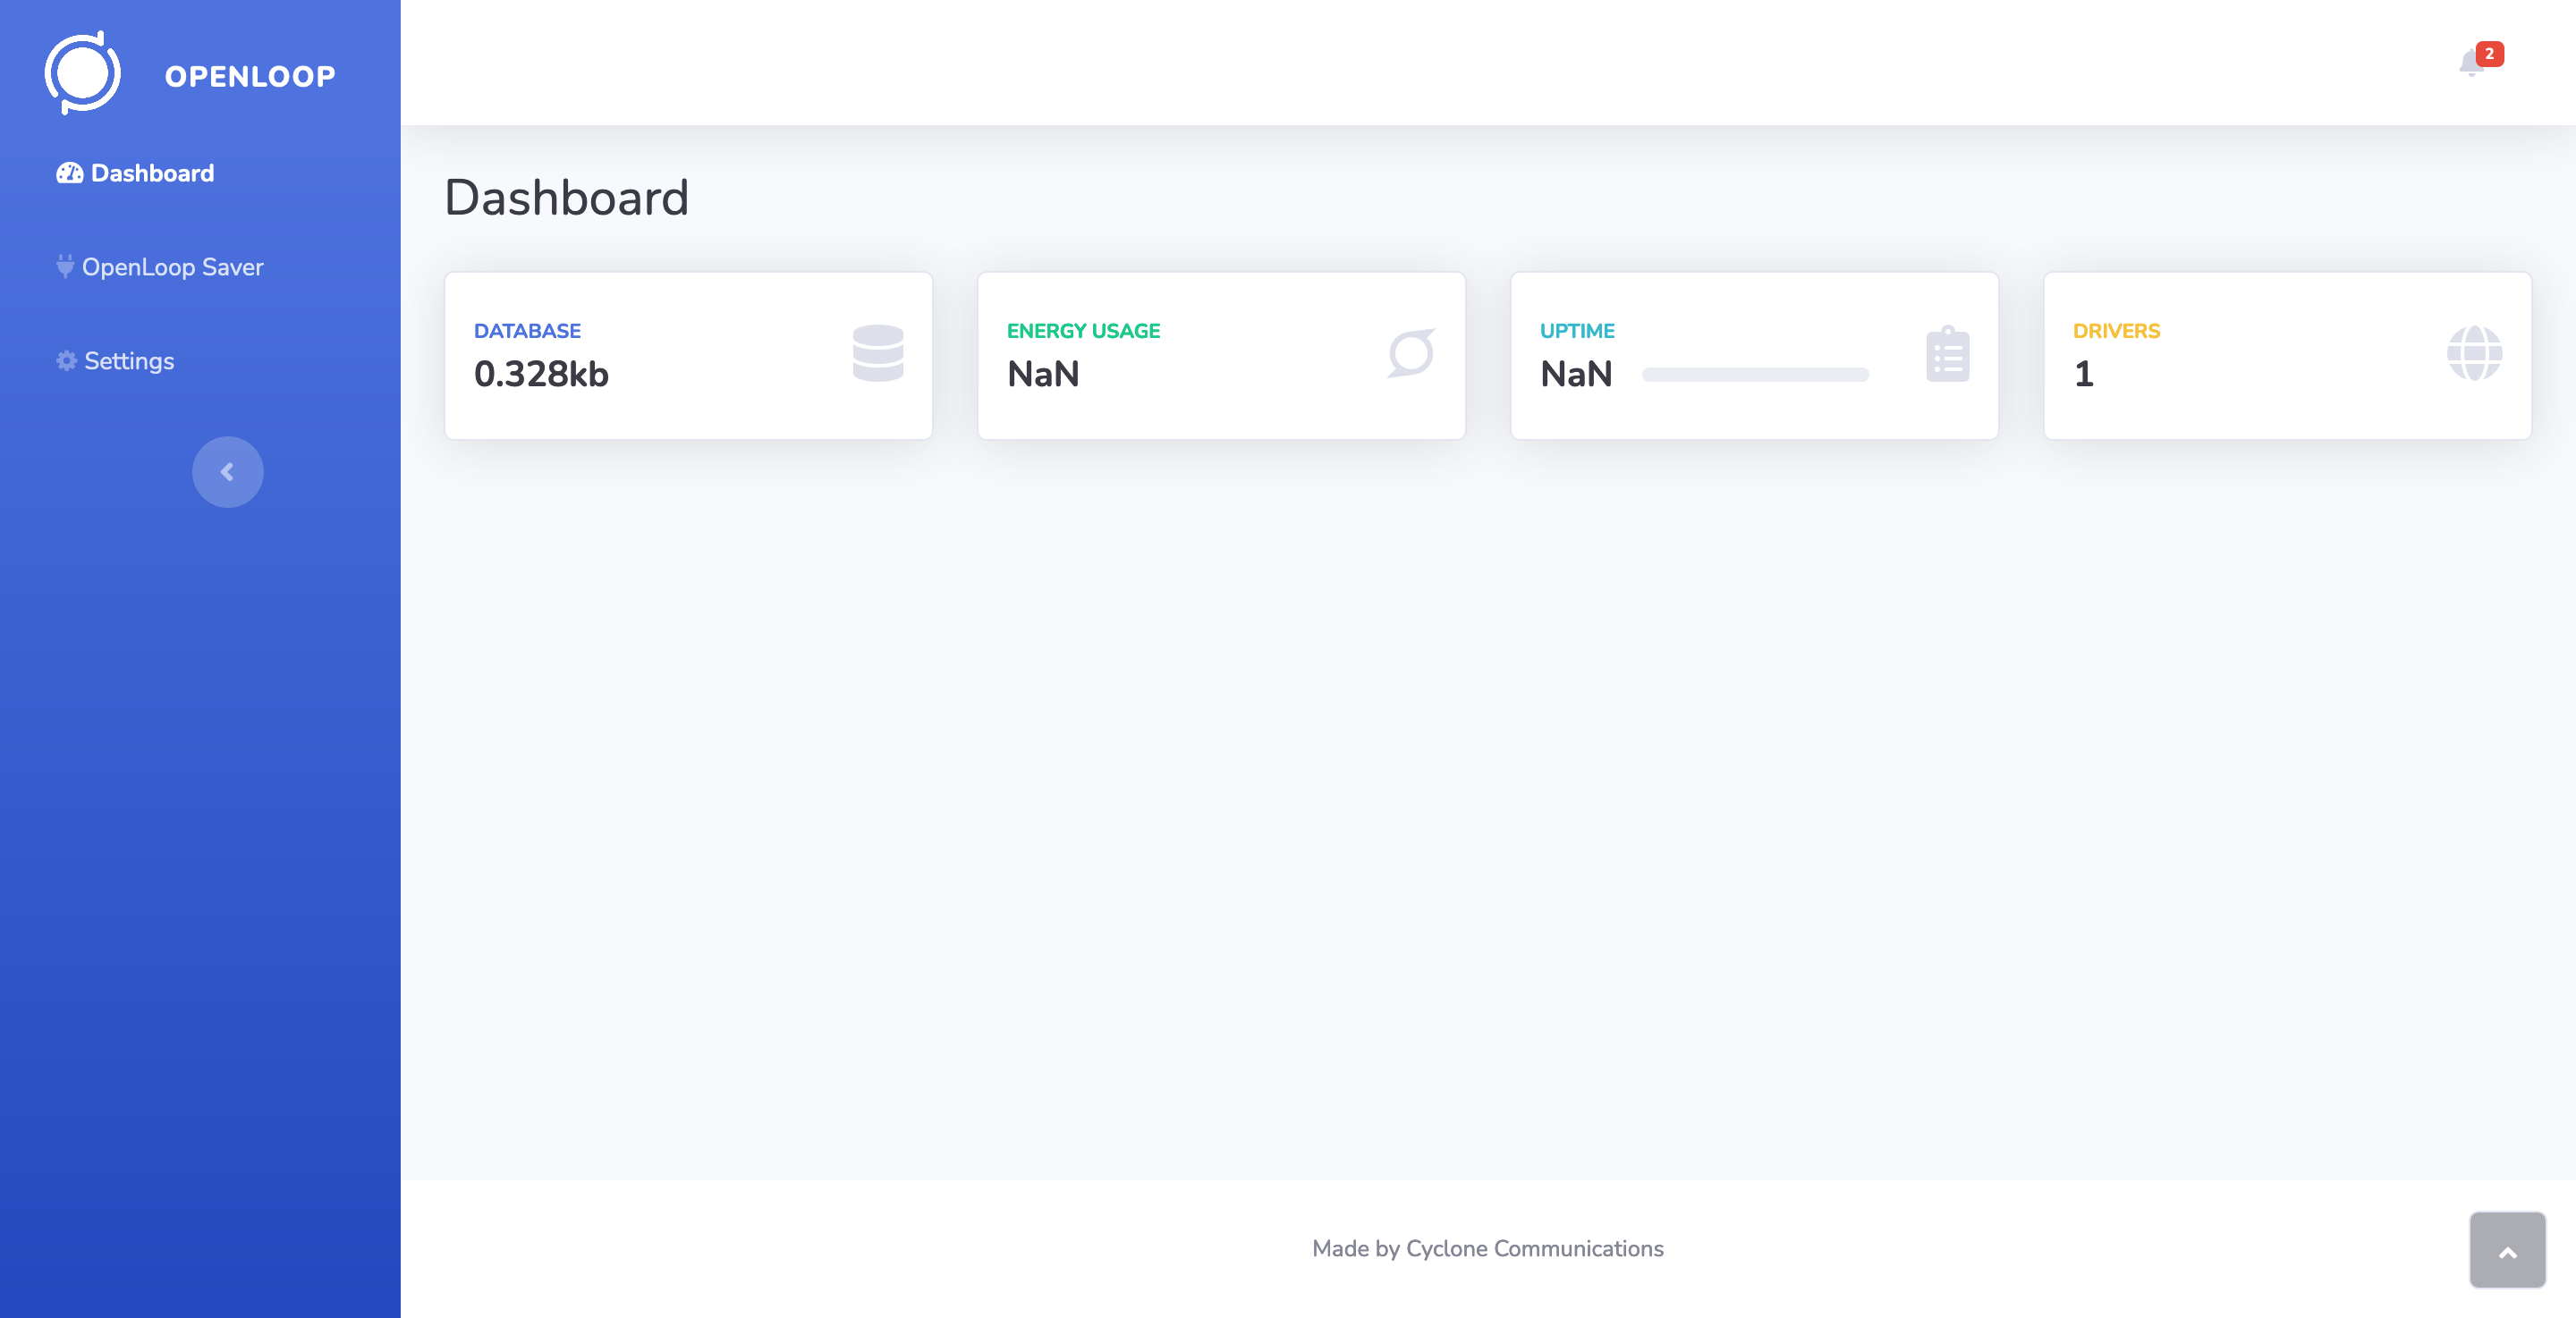 OPENLOOP
2
Dashboard
OpenLoop Saver
Settings
Dashboard
DATABASE
0.328kb
ENERGY USAGE
NaN
UPTIME
NaN
DRIVERS
1
Made by Cyclone Communications